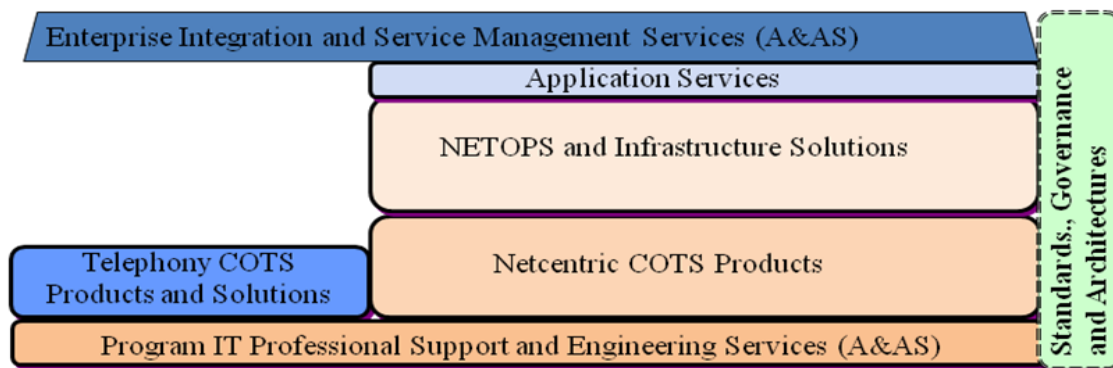 Enterprise Integration and Service Management Services (A&AS)
Application Services
NETOPS and Infrastructure Solutions
Netcentric COTS Products
Telephony COTS
Products and Solutions
Program IT Professional Support and Engineering Services (A&AS)
Standards., Governance
and Architectures